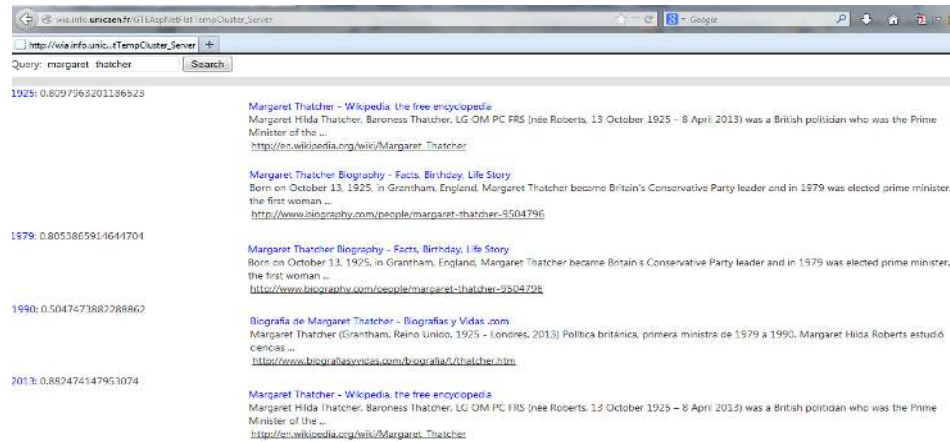 wia.info.unicaen.fr/GTEAspNetFlatTempCluster_Server
Google
http://wia.info.unic...tTempCluster_Server +
Query: margaret thatcher Search
1925: 0.8097963201186523
Margaret Thatcher - Wikipedia, the free encyclopedia
Margaret Hilda Thatcher, Baroness Thatcher, LG OM PC FRS (née Roberts, 13 October 1925 – 8 April 2013) was a British politician who was the Prime
Minister of the ...
http://en.wikipedia.org/wiki/Margaret_Thatcher
Margaret Thatcher Biography - Facts, Birthday, Life Story
Born on October 13, 1925, in Grantham, England, Margaret Thatcher became Britain's Conservative Party leader and in 1979 was elected prime minister,
the first woman ...
http://www.biography.com/people/margaret-thatcher-9504796
1979: 0.8053865914644704
Margaret Thatcher Biography - Facts, Birthday, Life Story
Born on October 13, 1925, in Grantham, England, Margaret Thatcher became Britain's Conservative Party leader and in 1979 was elected prime minister,
the first woman ...
http://www.biography.com/people/margaret-thatcher-9504796
1990: 0.5047473882288862
Biografia de Margaret Thatcher - Biografias y Vidas .com
Margaret Thatcher (Grantham, Reino Unido, 1925 - Londres, 2013) Política británica, primera ministra de 1979 a 1990. Margaret Hilda Roberts estudió
ciencias ...
http://www.biografiasyvidas.com/biografia/t/thatcher.htm
2013: 0.882474147953074
Margaret Thatcher - Wikipedia, the free encyclopedia
Margaret Hilda Thatcher, Baroness Thatcher, LG OM PC FRS (née Roberts, 13 October 1925 – 8 April 2013) was a British politician who was the Prime
Minister of the ...
http://en.wikipedia.org/wiki/Margaret_Thatcher